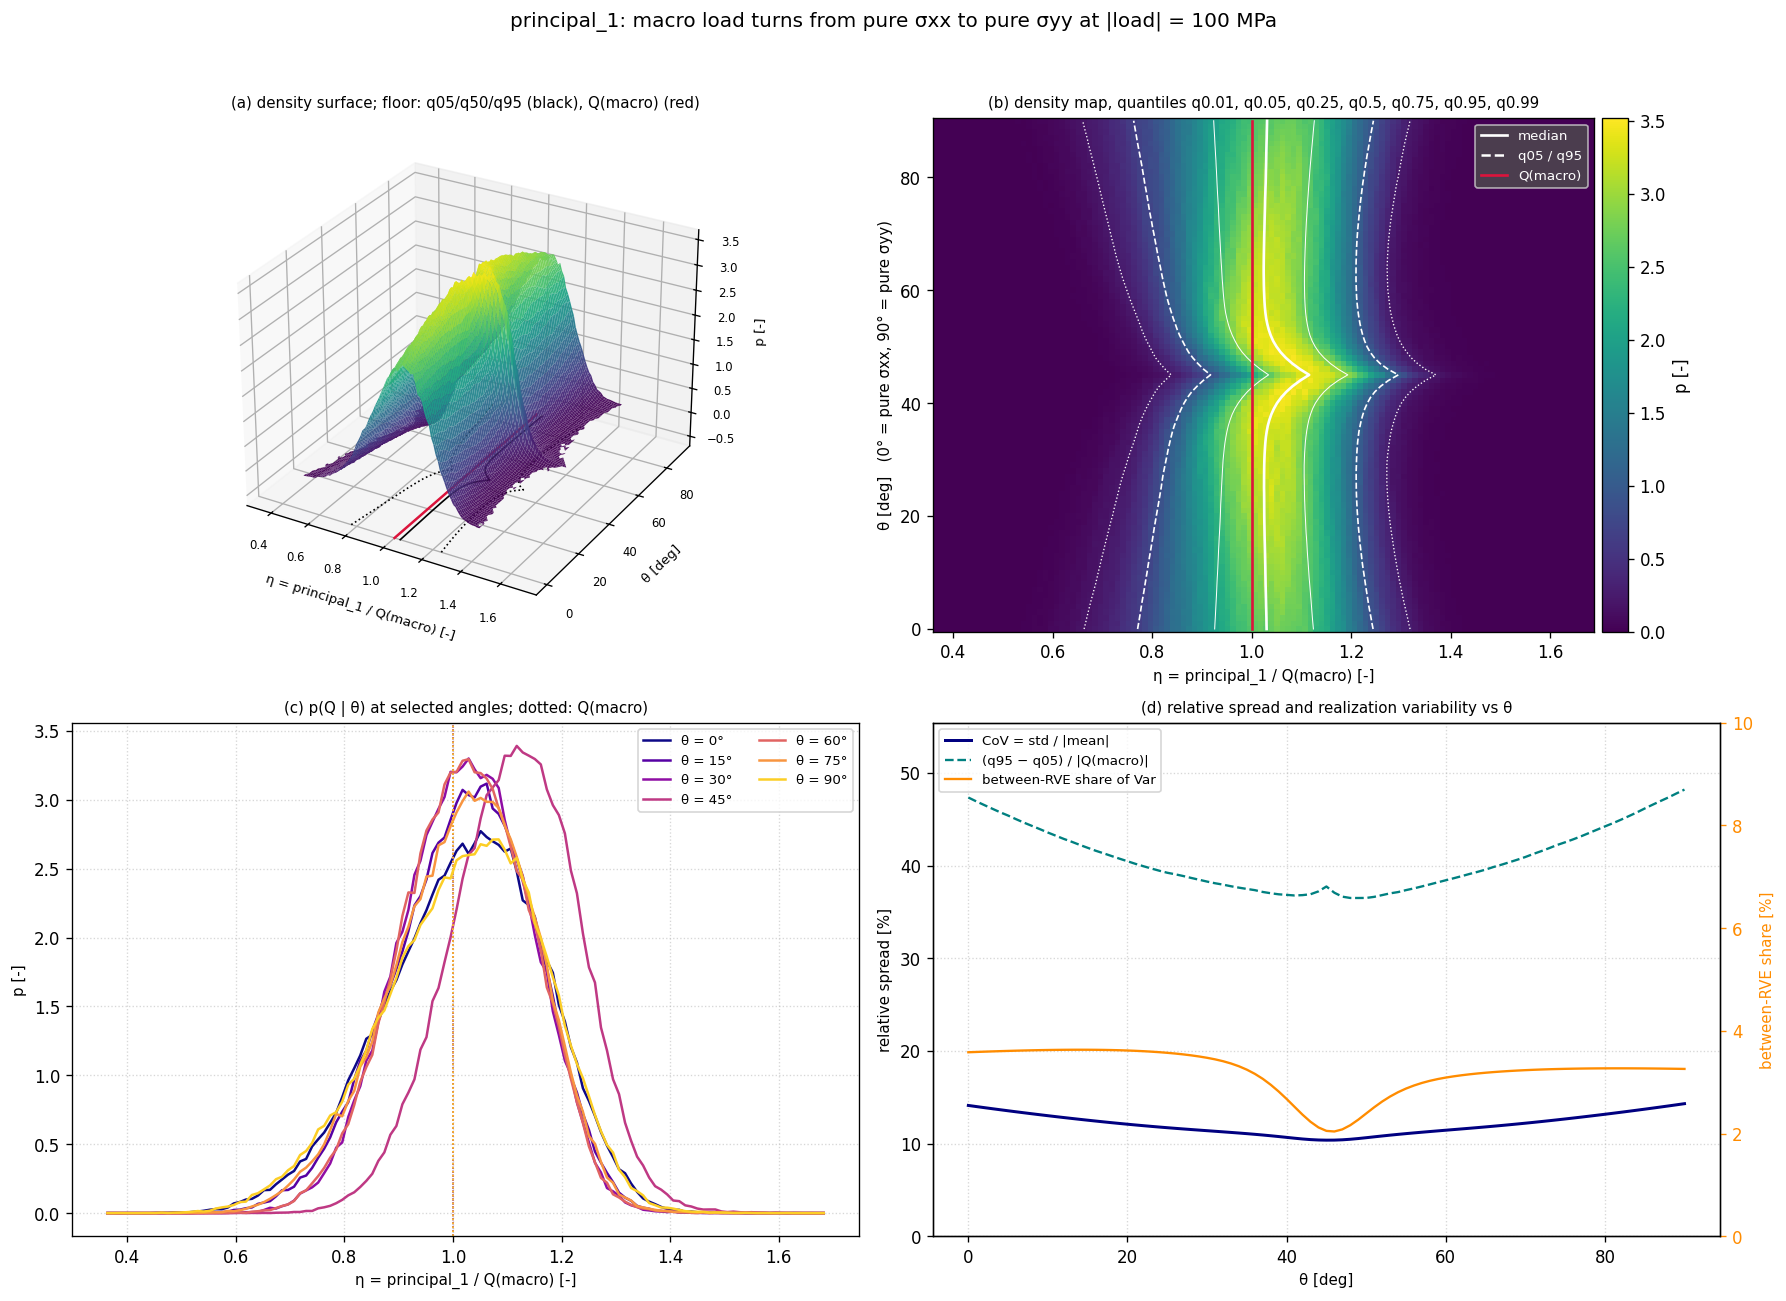 principal_1: macro load turns from pure σxx to pure σyy at |load| = 100 MPa
(a) density surface; floor: q05/q50/q95 (black), Q(macro) (red)
3.5
3.0
2.5
2.0
1.5
1.0
0.5
0.0
−0.5
p [-]
0.4
0.6
0.8
1.0
1.2
1.4
1.6
η = principal_1 / Q(macro) [-]
0
20
40
60
80
θ [deg]
(b) density map, quantiles q0.01, q0.05, q0.25, q0.5, q0.75, q0.95, q0.99
median
q05 / q95
Q(macro)
80
60
40
20
0
θ [deg]   (0° = pure σxx, 90° = pure σyy)
0.4 0.6 0.8 1.0 1.2 1.4 1.6
η = principal_1 / Q(macro) [-]
3.5
3.0
2.5
2.0
1.5
1.0
0.5
0.0
p [-]
(c) p(Q | θ) at selected angles; dotted: Q(macro)
θ = 0°
θ = 15°
θ = 30°
θ = 45°
θ = 60°
θ = 75°
θ = 90°
3.5
3.0
2.5
2.0
1.5
1.0
0.5
0.0
p [-]
0.4 0.6 0.8 1.0 1.2 1.4 1.6
η = principal_1 / Q(macro) [-]
(d) relative spread and realization variability vs θ
CoV = std / |mean|
(q95 − q05) / |Q(macro)|
between-RVE share of Var
50
40
30
20
10
0
relative spread [%]
0 20 40 60 80
θ [deg]
10
8
6
4
2
0
between-RVE share [%]